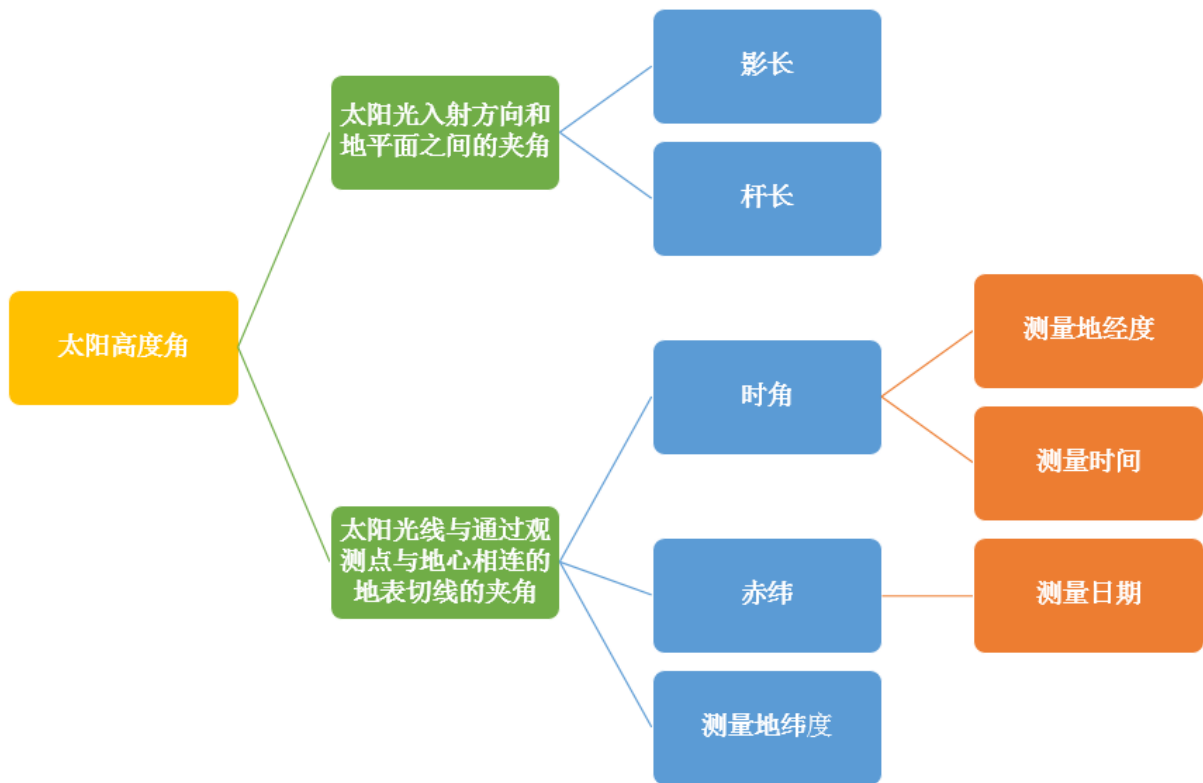 影长
太阳光入射方向和
地平面之间的夹角
杆长
太阳高度角
测量地经度
时角
测量时间
太阳光线与通过观
测点与地心相连的
地表切线的夹角
赤纬
测量日期
测量地纬度